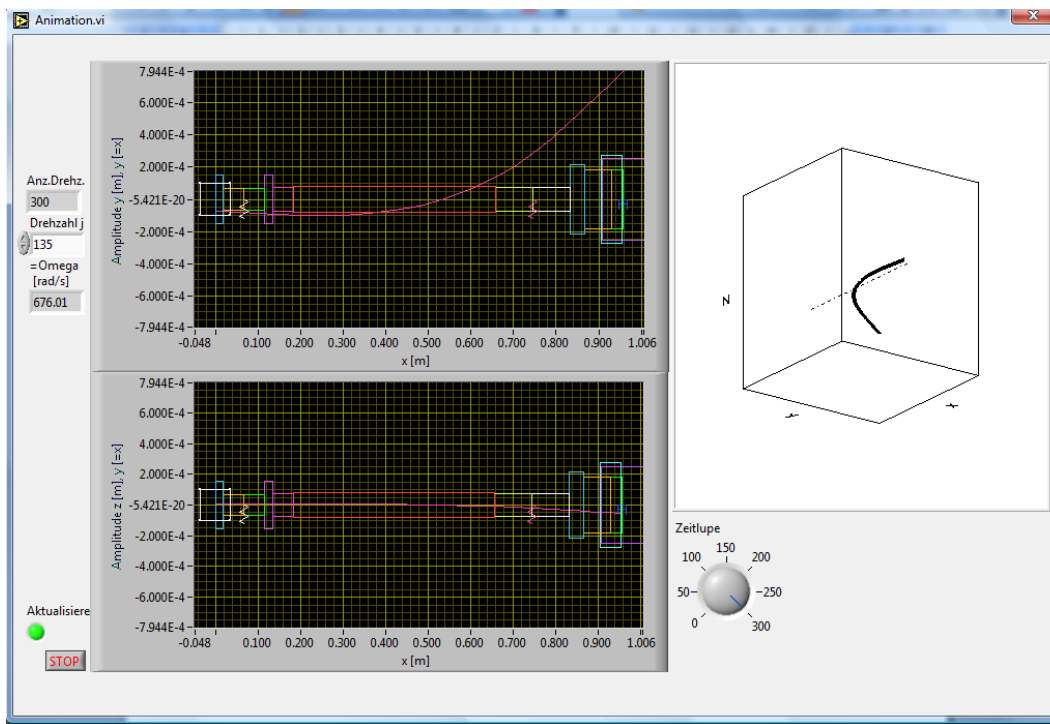 Animation.vi
Anz.Drehz.
300
Drehzahl j
135
=Omega
[rad/s]
676.01
Amplitude y [m], y [=x]
7.944E-4
6.000E-4
4.000E-4
2.000E-4
-5.421E-20
-2.000E-4
-4.000E-4
-6.000E-4
-7.944E-4
-0.048 0.100 0.200 0.300 0.400 0.500 0.600 0.700 0.800 0.900 1.006
x [m]
Amplitude z [m], y [=x]
7.944E-4
6.000E-4
4.000E-4
2.000E-4
-5.421E-20
-2.000E-4
-4.000E-4
-6.000E-4
-7.944E-4
-0.048 0.100 0.200 0.300 0.400 0.500 0.600 0.700 0.800 0.900 1.006
x [m]
Z
y
x
Zeitlupe
0 50 100 150 200 250 300
Aktualisiere
STOP